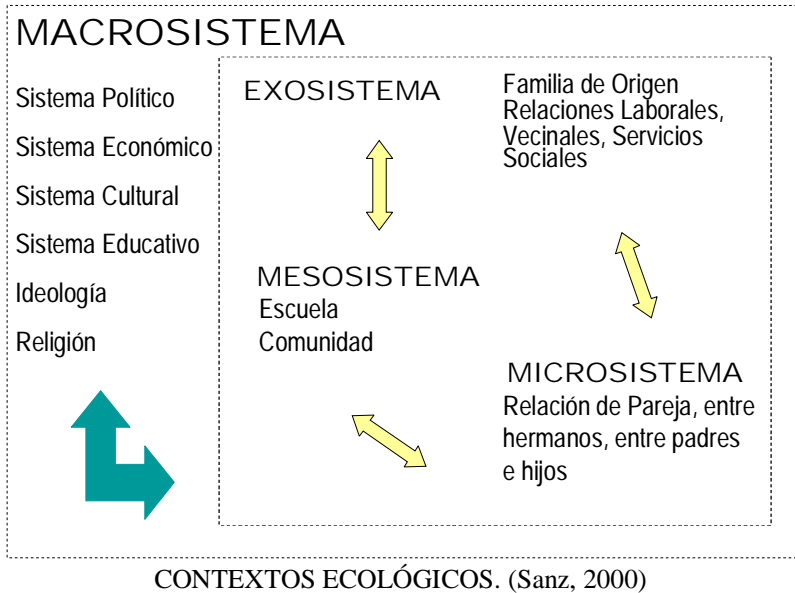 MACROSISTEMA
Sistema Político
Sistema Económico
Sistema Cultural
Sistema Educativo
Ideología
Religión
EXOSISTEMA
Familia de Origen
Relaciones Laborales,
Vecinales, Servicios
Sociales
MESOSISTEMA
Escuela
Comunidad
MICROSISTEMA
Relación de Pareja, entre
hermanos, entre padres
e hijos
CONTEXTOS ECOLÓGICOS. (Sanz, 2000)